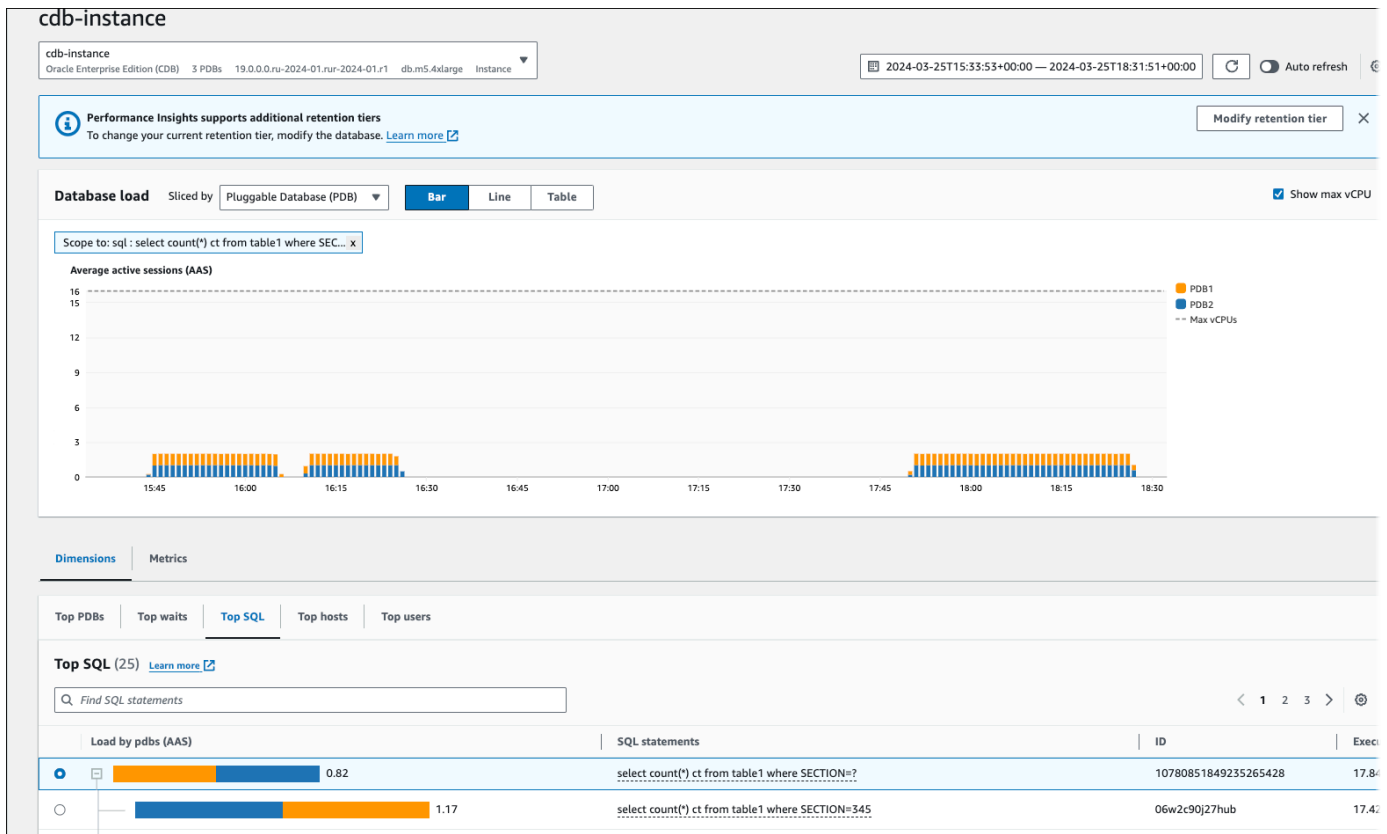 cdb-instance
cdb-instance
Oracle Enterprise Edition (CDB) 3 PDBs 19.0.0.0.ru-2024-01.rur-2024-01.r1 db.m5.4xlarge Instance
2024-03-25T15:33:53+00:00 — 2024-03-25T18:31:51+00:00
Auto refresh
Performance Insights supports additional retention tiers
To change your current retention tier, modify the database. Learn more
Modify retention tier
Database load Sliced by Pluggable Database (PDB) Bar Line Table
Show max vCPU
Scope to: sql : select count(*) ct from table1 where SEC... x
Average active sessions (AAS)
16
15
12
9
6
3
0
15:45 16:00 16:15 16:30 16:45 17:00 17:15 17:30 17:45 18:00 18:15 18:30
PDB1
PDB2
Max vCPUs
Dimensions Metrics
Top PDBs Top waits Top SQL Top hosts Top users
Top SQL (25) Learn more
Find SQL statements
1 2 3
Load by pdbs (AAS) SQL statements ID
0.82 select count(*) ct from table1 where SECTION=? 10780851849235265428
1.17 select count(*) ct from table1 where SECTION=345 06w2c90j27hub